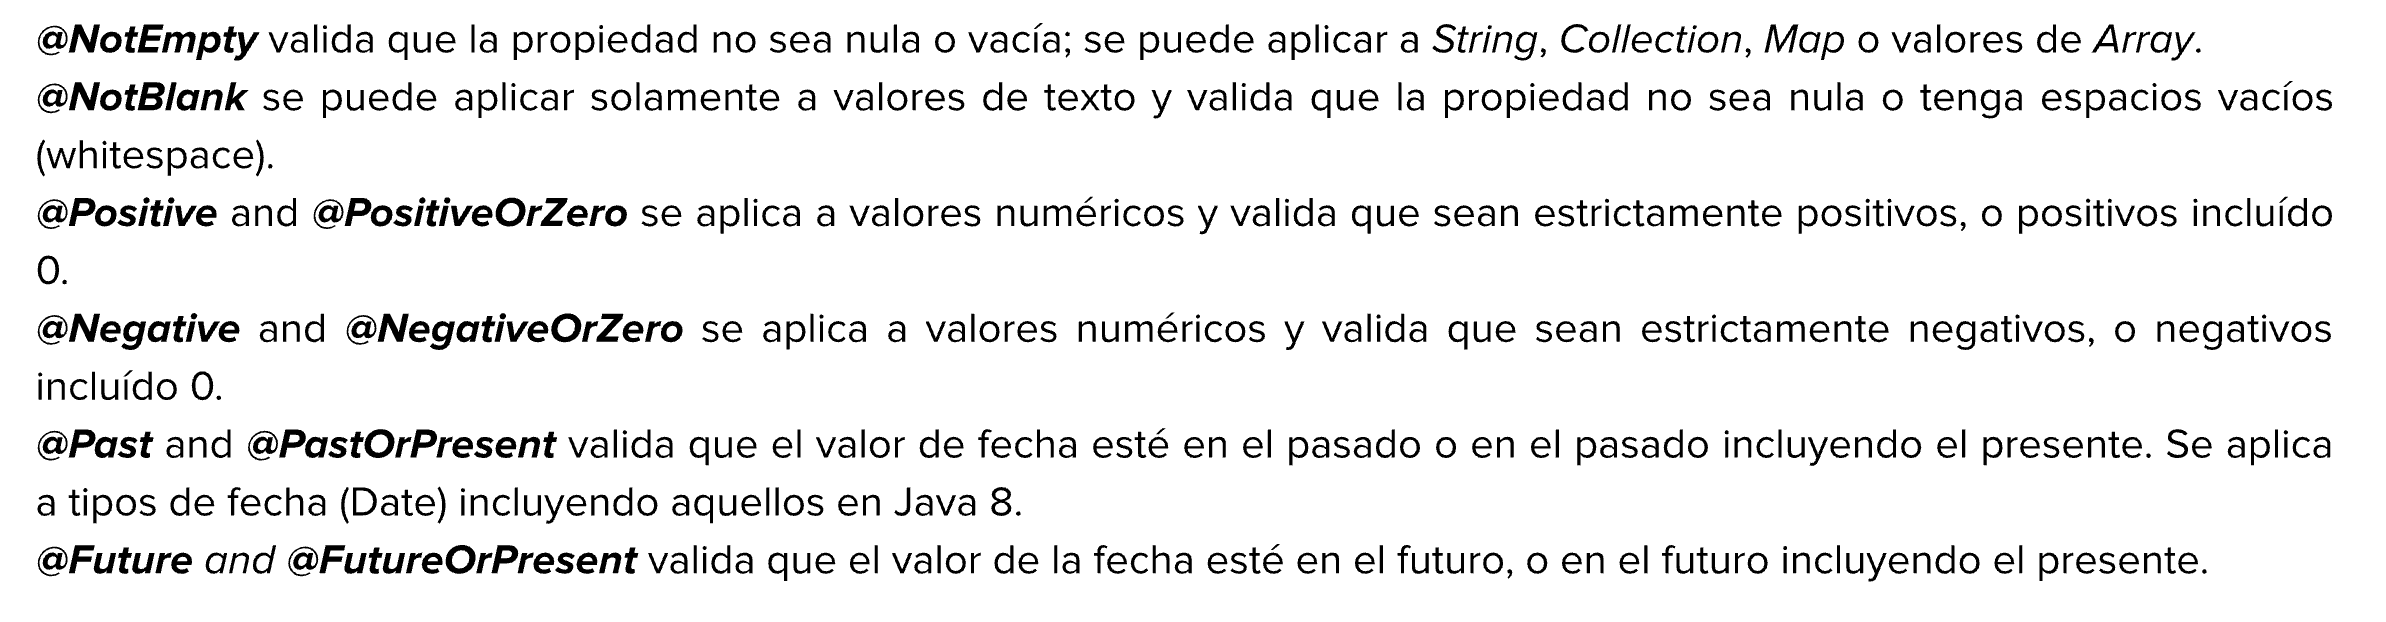 @NotEmpty valida que la propiedad no sea nula o vacía; se puede aplicar a String, Collection, Map o valores de Array.
@NotBlank se puede aplicar solamente a valores de texto y valida que la propiedad no sea nula o tenga espacios vacíos
(whitespace).
@Positive and @PositiveOrZero se aplica a valores numéricos y valida que sean estrictamente positivos, o positivos incluído
0.
@Negative and @NegativeOrZero se aplica a valores numéricos y valida que sean estrictamente negativos, o negativos
incluído 0.
@Past and @PastOrPresent valida que el valor de fecha esté en el pasado o en el pasado incluyendo el presente. Se aplica
a tipos de fecha (Date) incluyendo aquellos en Java 8.
@Future and @FutureOrPresent valida que el valor de la fecha esté en el futuro, o en el futuro incluyendo el presente.